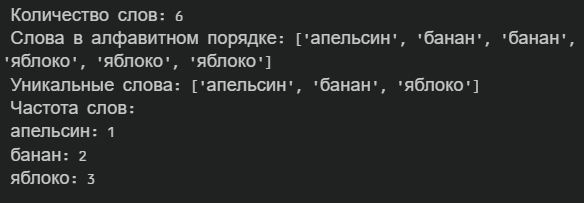 Количество слов: 6
Слова в алфавитном порядке: ['апельсин', 'банан', 'банан',
'яблоко', 'яблоко', 'яблоко']
Уникальные слова: ['апельсин', 'банан', 'яблоко']
Частота слов:
апельсин: 1
банан: 2
яблоко: 3